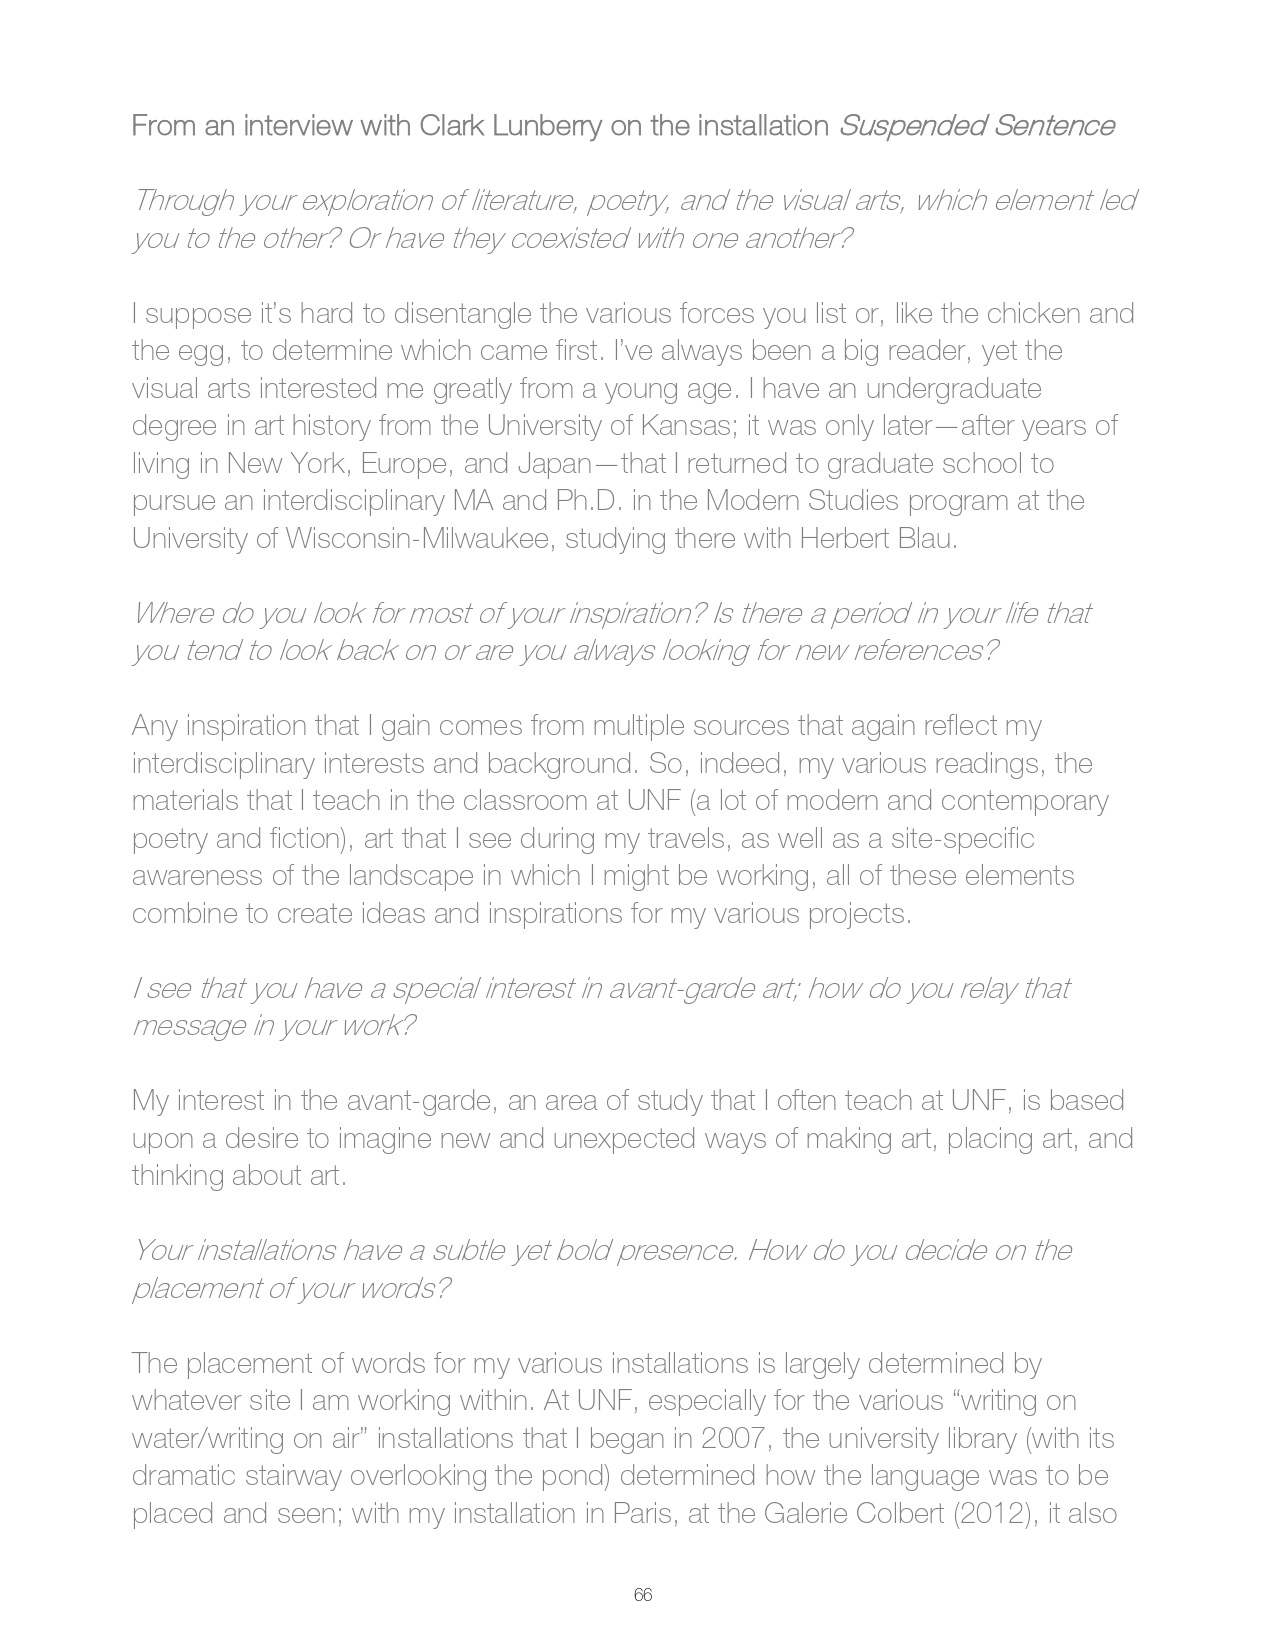 From an interview with Clark Lunberry on the installation Suspended Sentence
Through your exploration of literature, poetry, and the visual arts, which element led
you to the other? Or have they coexisted with one another?
I suppose it’s hard to disentangle the various forces you list or, like the chicken and
the egg, to determine which came first. I’ve always been a big reader, yet the
visual arts interested me greatly from a young age. I have an undergraduate
degree in art history from the University of Kansas; it was only later—after years of
living in New York, Europe, and Japan—that I returned to graduate school to
pursue an interdisciplinary MA and Ph.D. in the Modern Studies program at the
University of Wisconsin-Milwaukee, studying there with Herbert Blau.
Where do you look for most of your inspiration? Is there a period in your life that
you tend to look back on or are you always looking for new references?
Any inspiration that I gain comes from multiple sources that again reflect my
interdisciplinary interests and background. So, indeed, my various readings, the
materials that I teach in the classroom at UNF (a lot of modern and contemporary
poetry and fiction), art that I see during my travels, as well as a site-specific
awareness of the landscape in which I might be working, all of these elements
combine to create ideas and inspirations for my various projects.
I see that you have a special interest in avant-garde art; how do you relay that
message in your work?
My interest in the avant-garde, an area of study that I often teach at UNF, is based
upon a desire to imagine new and unexpected ways of making art, placing art, and
thinking about art.
Your installations have a subtle yet bold presence. How do you decide on the
placement of your words?
The placement of words for my various installations is largely determined by
whatever site I am working within. At UNF, especially for the various “writing on
water/writing on air” installations that I began in 2007, the university library (with its
dramatic stairway overlooking the pond) determined how the language was to be
placed and seen; with my installation in Paris, at the Galerie Colbert (2012), it also
66